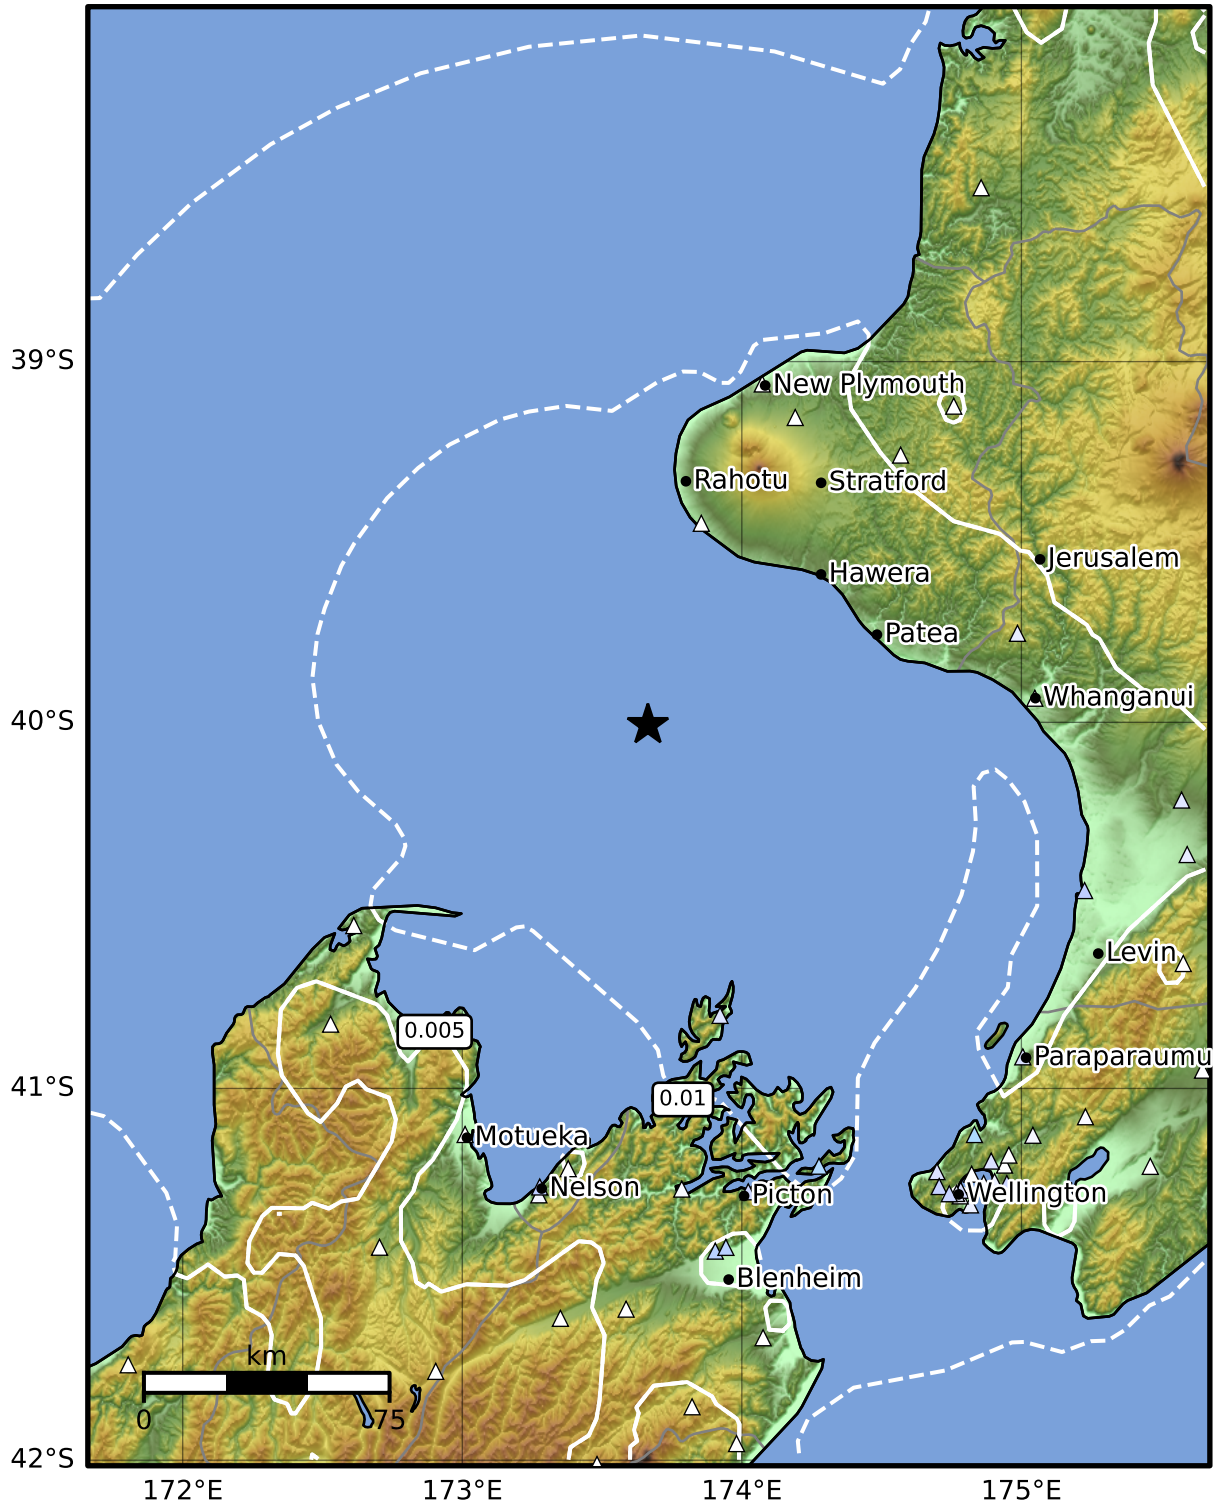 39°S
New Plymouth
Rahotu
Stratford
Jerusalem
Hawera
Patea
Whanganui
40°S
Levin
0.005
Paraparaumu
41°S
0.01
Motueka
Nelson
Picton
Wellington
Blenheim
km
0
75
42°S
172°E
173°E
174°E
175°E